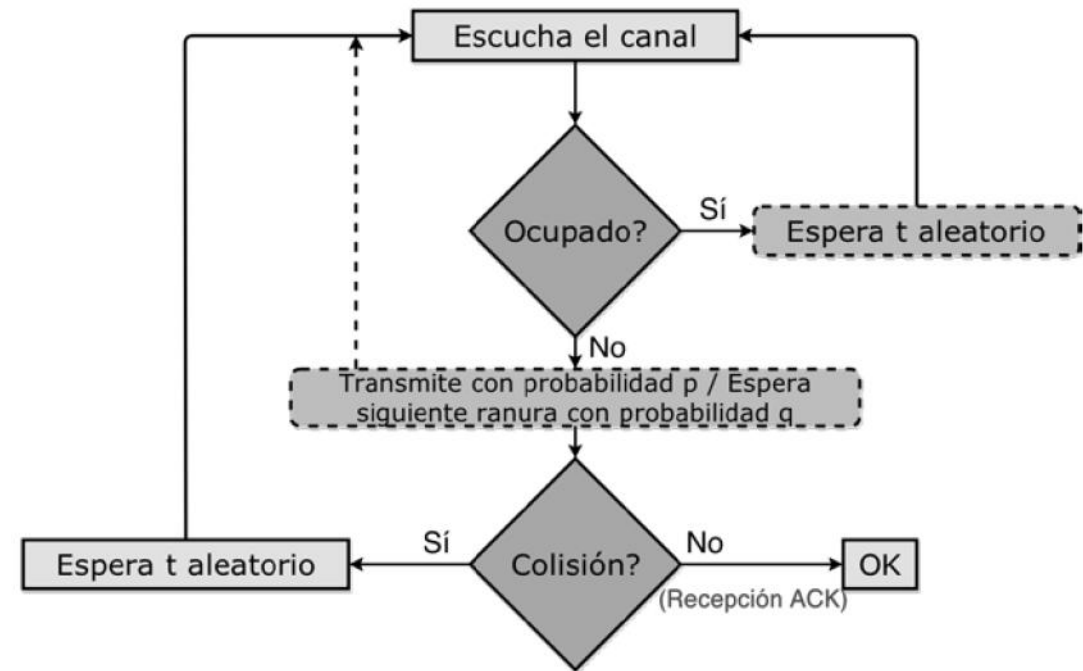 Escucha el canal
Ocupado?
Sí
Espera t aleatorio
No
Transmite con probabilidad p / Espera
siguiente ranura con probabilidad q
Espera t aleatorio
Sí
Colisión?
No
(Recepción ACK)
OK